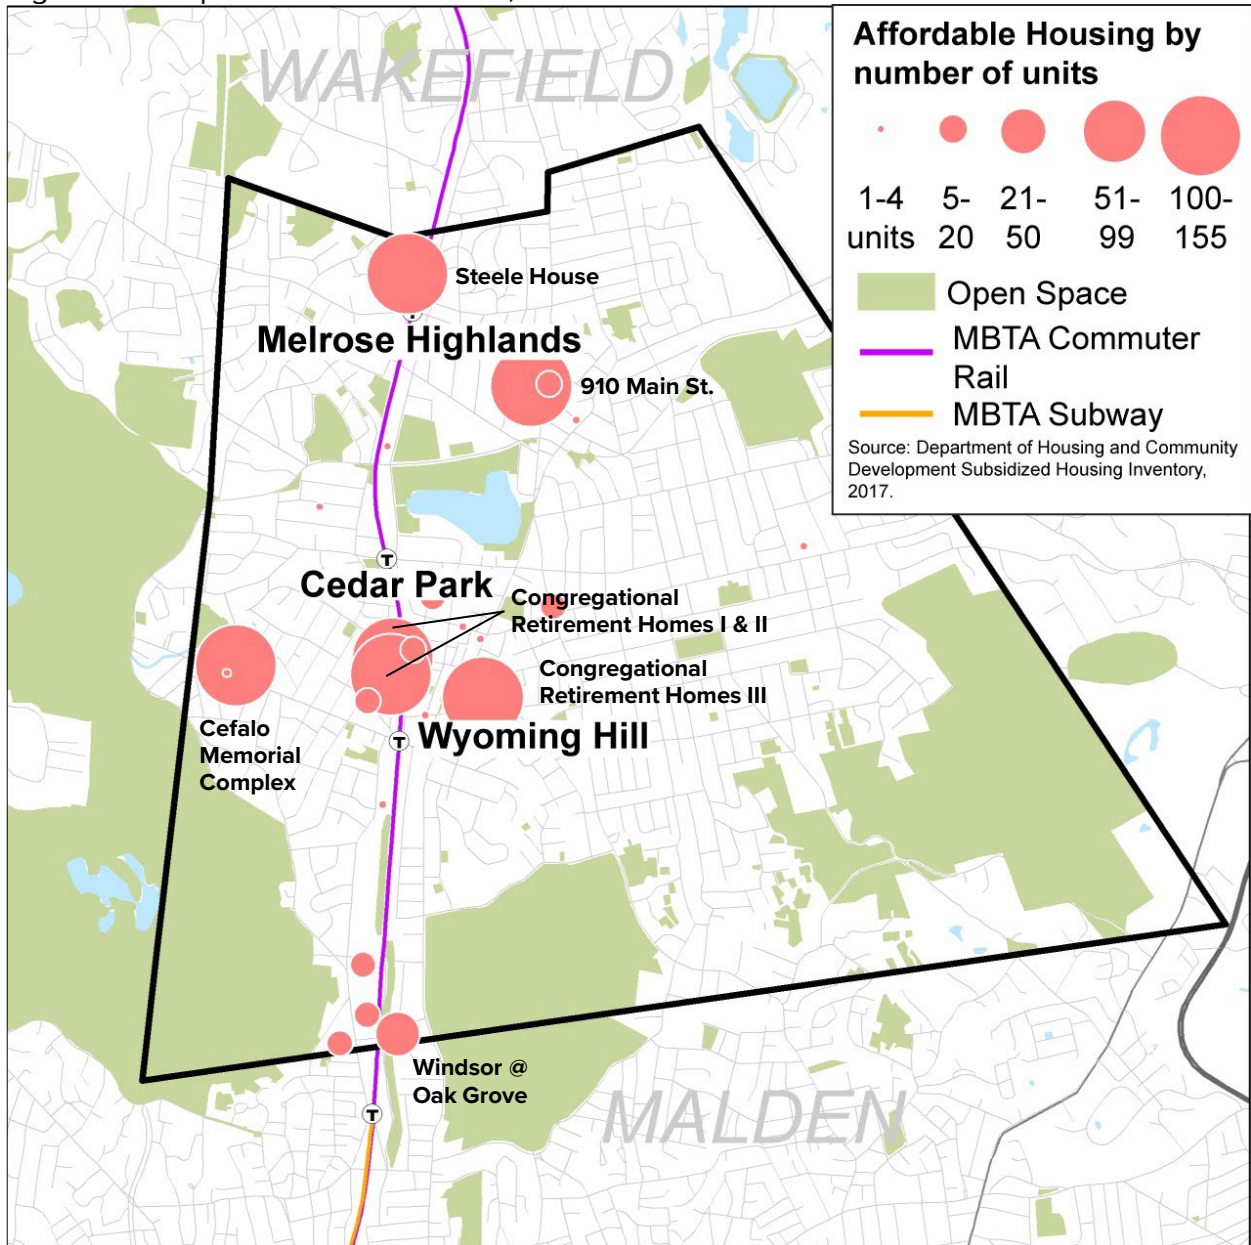 WAKEFIELD
Affordable Housing by
number of units
1-4
units
5-
20
21-
50
51-
99
100-
155
Open Space
MBTA Commuter
Rail
MBTA Subway
Source: Department of Housing and Community
Development Subsidized Housing Inventory,
2017.
Steele House
Melrose Highlands
910 Main St.
T
Cedar Park
Congregational
Retirement Homes I & II
Congregational
Retirement Homes III
Cefalo
Memorial
Complex
T
Wyoming Hill
Windsor @
Oak Grove
MALDEN
T